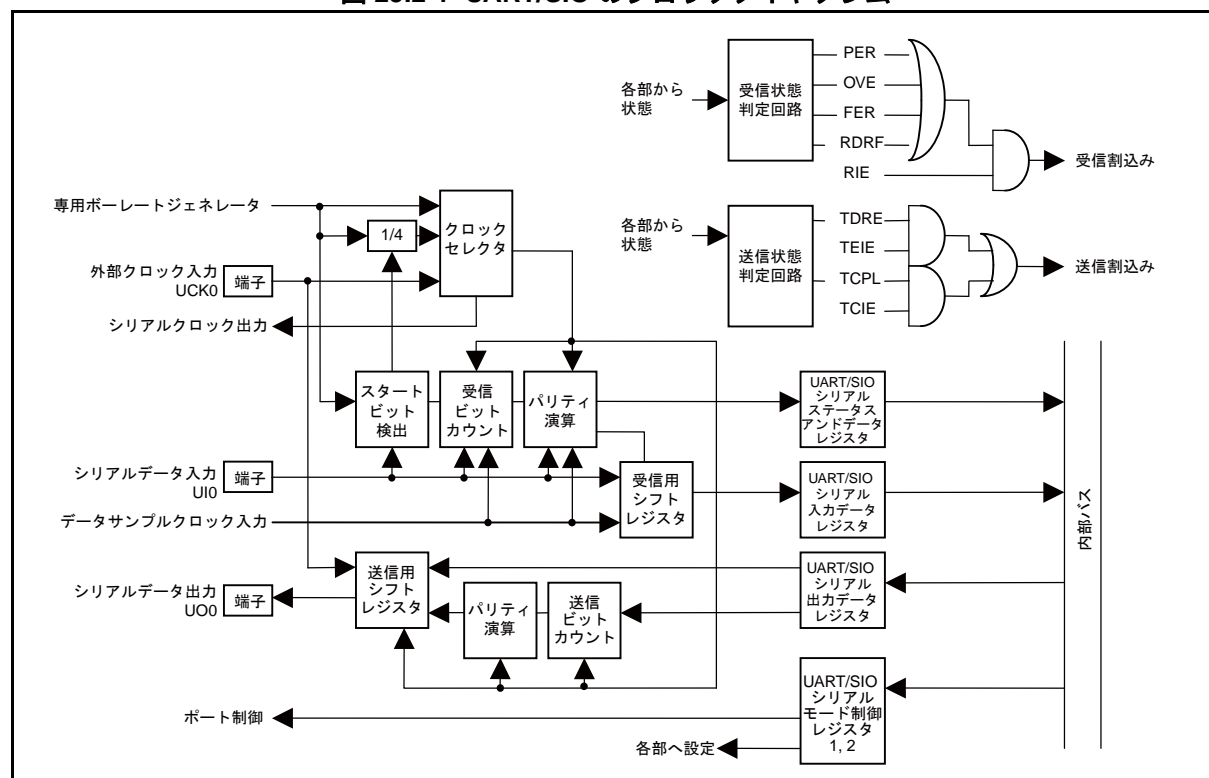 UART/SIO のブロックダイヤグラム
各部から
状態
受信状態
判定回路
PER
OVE
FER
RDRF
RIE
受信割込み
各部から
状態
送信状態
判定回路
TDRE
TEIE
TCPL
TCIE
送信割込み
専用ボーレートジェネレータ
1/4
クロック
セレクタ
外部クロック入力
UCK0
端子
シリアルクロック出力
スタート
ビット
検出
受信
ビット
カウント
パリティ
演算
UART/SIO
シリアル
ステータス
アンドデータ
レジスタ
シリアルデータ入力
UI0
端子
受信用
シフト
レジスタ
UART/SIO
シリアル
入力データ
レジスタ
データサンプルクロック入力
内部バス
シリアルデータ出力
UO0
端子
送信用
シフト
レジスタ
パリティ
演算
送信
ビット
カウント
UART/SIO
シリアル
出力データ
レジスタ
UART/SIO
シリアル
モード制御
レジスタ
1, 2
ポート制御
各部へ設定